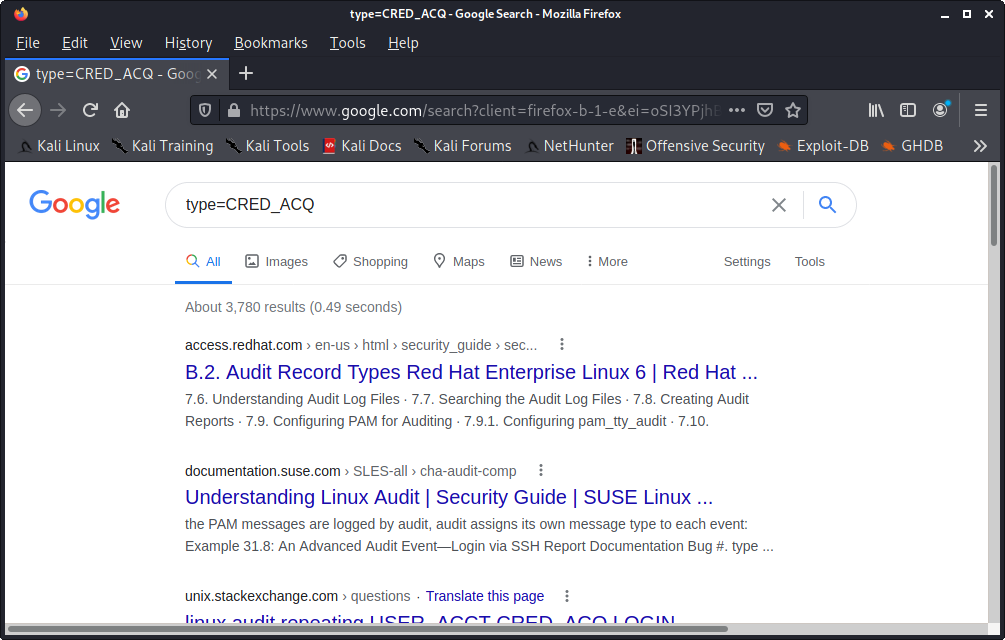 type=CRED_ACQ - Google Search - Mozilla Firefox
File Edit View History Bookmarks Tools Help
type=CRED_ACQ - Goog
https://www.google.com/search?client=firefox-b-1-e&ei=oSI3YPjhE
Kali Linux Kali Training Kali Tools Kali Docs Kali Forums NetHunter Offensive Security Exploit-DB GHDB
Google type=CRED_ACQ
All Images Shopping Maps News More Settings Tools
About 3,780 results (0.49 seconds)
access.redhat.com › en-us › html › security_guide › sec...
B.2. Audit Record Types Red Hat Enterprise Linux 6 | Red Hat ...
7.6. Understanding Audit Log Files · 7.7. Searching the Audit Log Files · 7.8. Creating Audit
Reports · 7.9. Configuring PAM for Auditing · 7.9.1. Configuring pam_tty_audit · 7.10.
documentation.suse.com › SLES-all › cha-audit-comp
Understanding Linux Audit | Security Guide | SUSE Linux ...
the PAM messages are logged by audit, audit assigns its own message type to each event:
Example 31.8: An Advanced Audit Event—Login via SSH Report Documentation Bug #. type ...
unix.stackexchange.com › questions · Translate this page
linux audit repeating USER_ACCT,CRED_ACQ,LOGIN